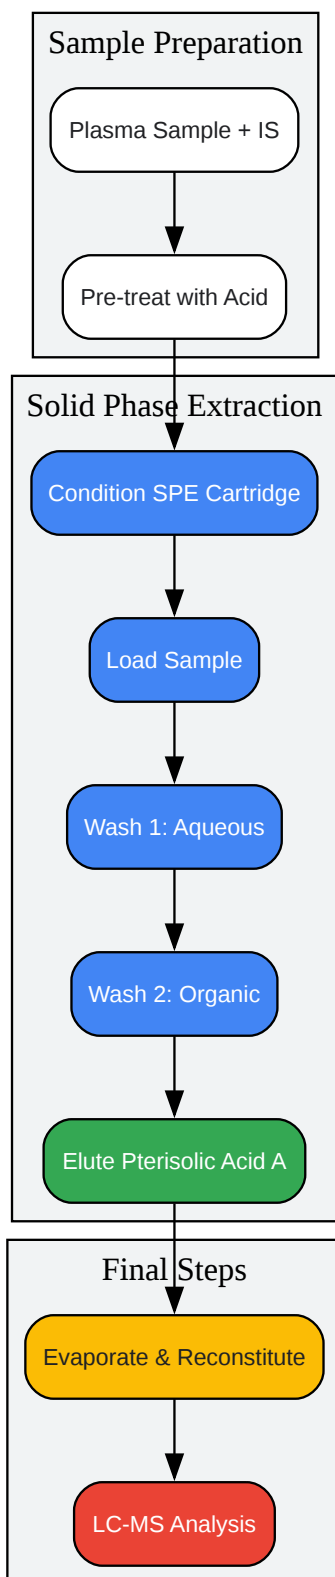 Sample Preparation
Plasma Sample + IS
Pre-treat with Acid
Solid Phase Extraction
Condition SPE Cartridge
Load Sample
Wash 1: Aqueous
Wash 2: Organic
Elute Pterisolic Acid A
Final Steps
Evaporate & Reconstitute
LC-MS Analysis